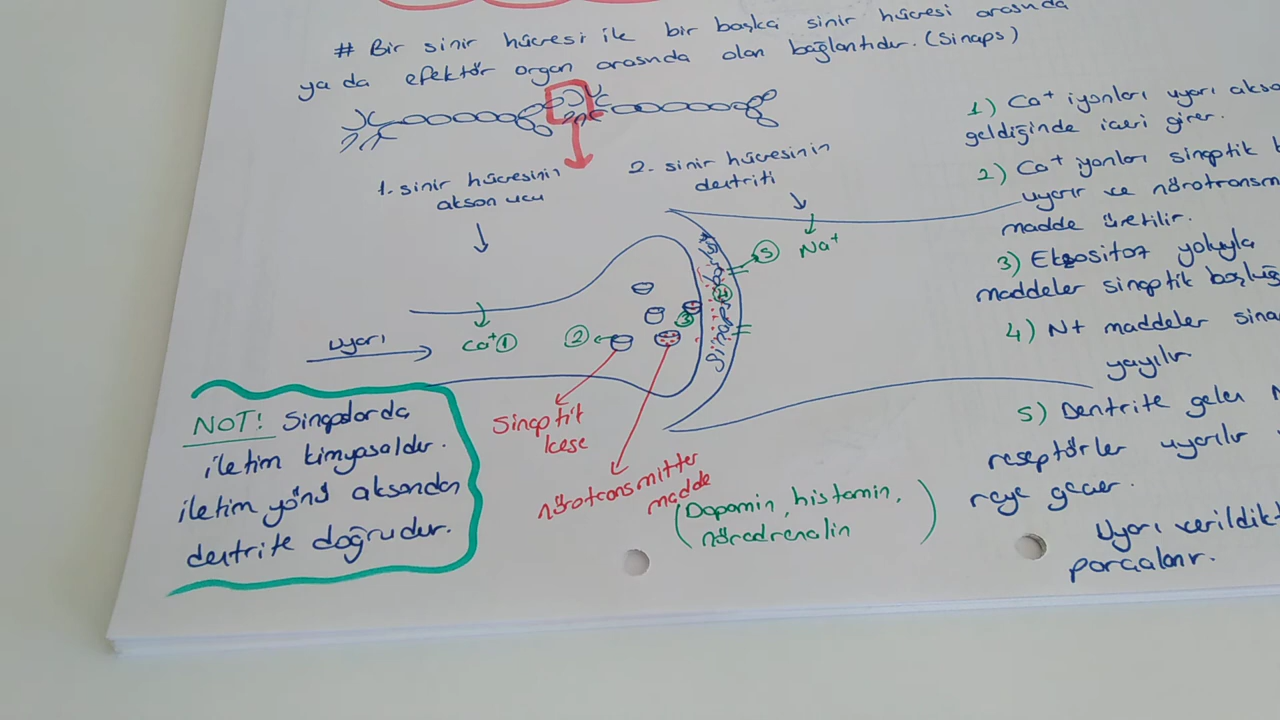 # Bir sinir hücresi ile bir başka sinir hücresi arasında
ya da efektör organ arasında olan bağlantıdır. (Sinaps)
1. sinir hücresinin
akson ucu
2. sinir hücresinin
dentriti
uyarı
Ca+ ①
②
③
⑤
Na+
Sinaptik
kese
nörotransmitter
madde
(Dopamin, histamin,
nöradrenalin)
NOT! Sinapslarda
iletim kimyasaldır.
iletim yönü aksondan
dentrite doğrudur.
1) Ca+ iyonları uyarı akso
geldiğinde içeri girer.
2) Ca+ iyonları sinaptik
uyarır ve nörotransm
madde üretilir.
3) Ekzositoz yoluyla
maddeler sinaptik boşluğ
4) N+ maddeler sina
yayılır
5) Dentrite gelen
reseptörler uyarılır
raya geçer.
Uyarı verildikt
parçalanır.